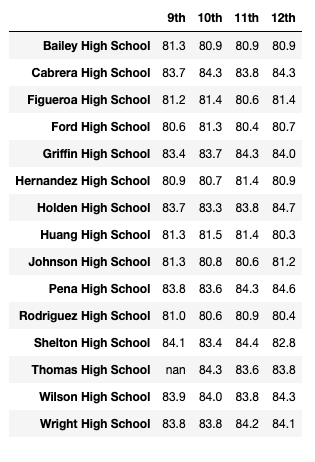 9th 10th 11th 12th
Bailey High School 81.3 80.9 80.9 80.9
Cabrera High School 83.7 84.3 83.8 84.3
Figueroa High School 81.2 81.4 80.6 81.4
Ford High School 80.6 81.3 80.4 80.7
Griffin High School 83.4 83.7 84.3 84.0
Hernandez High School 80.9 80.7 81.4 80.9
Holden High School 83.7 83.3 83.8 84.7
Huang High School 81.3 81.5 81.4 80.3
Johnson High School 81.3 80.8 80.6 81.2
Pena High School 83.8 83.6 84.3 84.6
Rodriguez High School 81.0 80.6 80.9 80.4
Shelton High School 84.1 83.4 84.4 82.8
Thomas High School nan 84.3 83.6 83.8
Wilson High School 83.9 84.0 83.8 84.3
Wright High School 83.8 83.8 84.2 84.1